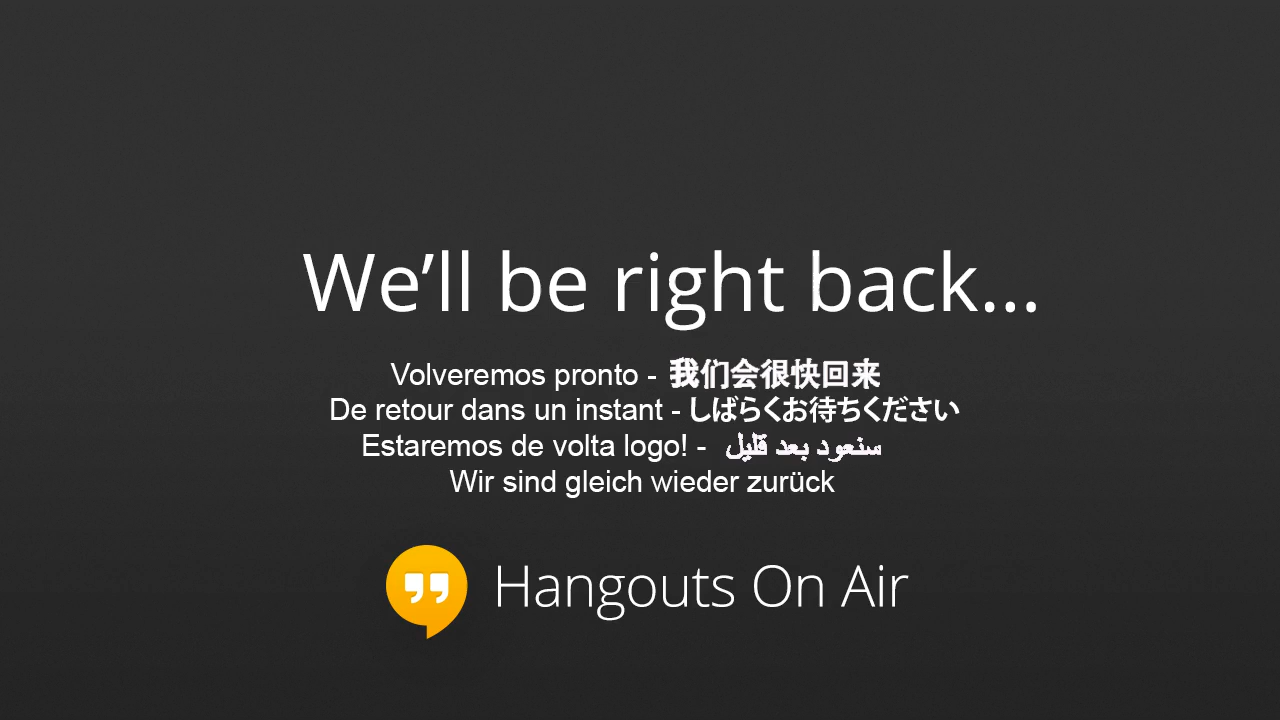 We’ll be right back...
Volveremos pronto - 我们会很快回来
De retour dans un instant - しばらくお待ちください
Estaremos de volta logo! - سنعود بعد قليل
Wir sind gleich wieder zurück
Hangouts On Air